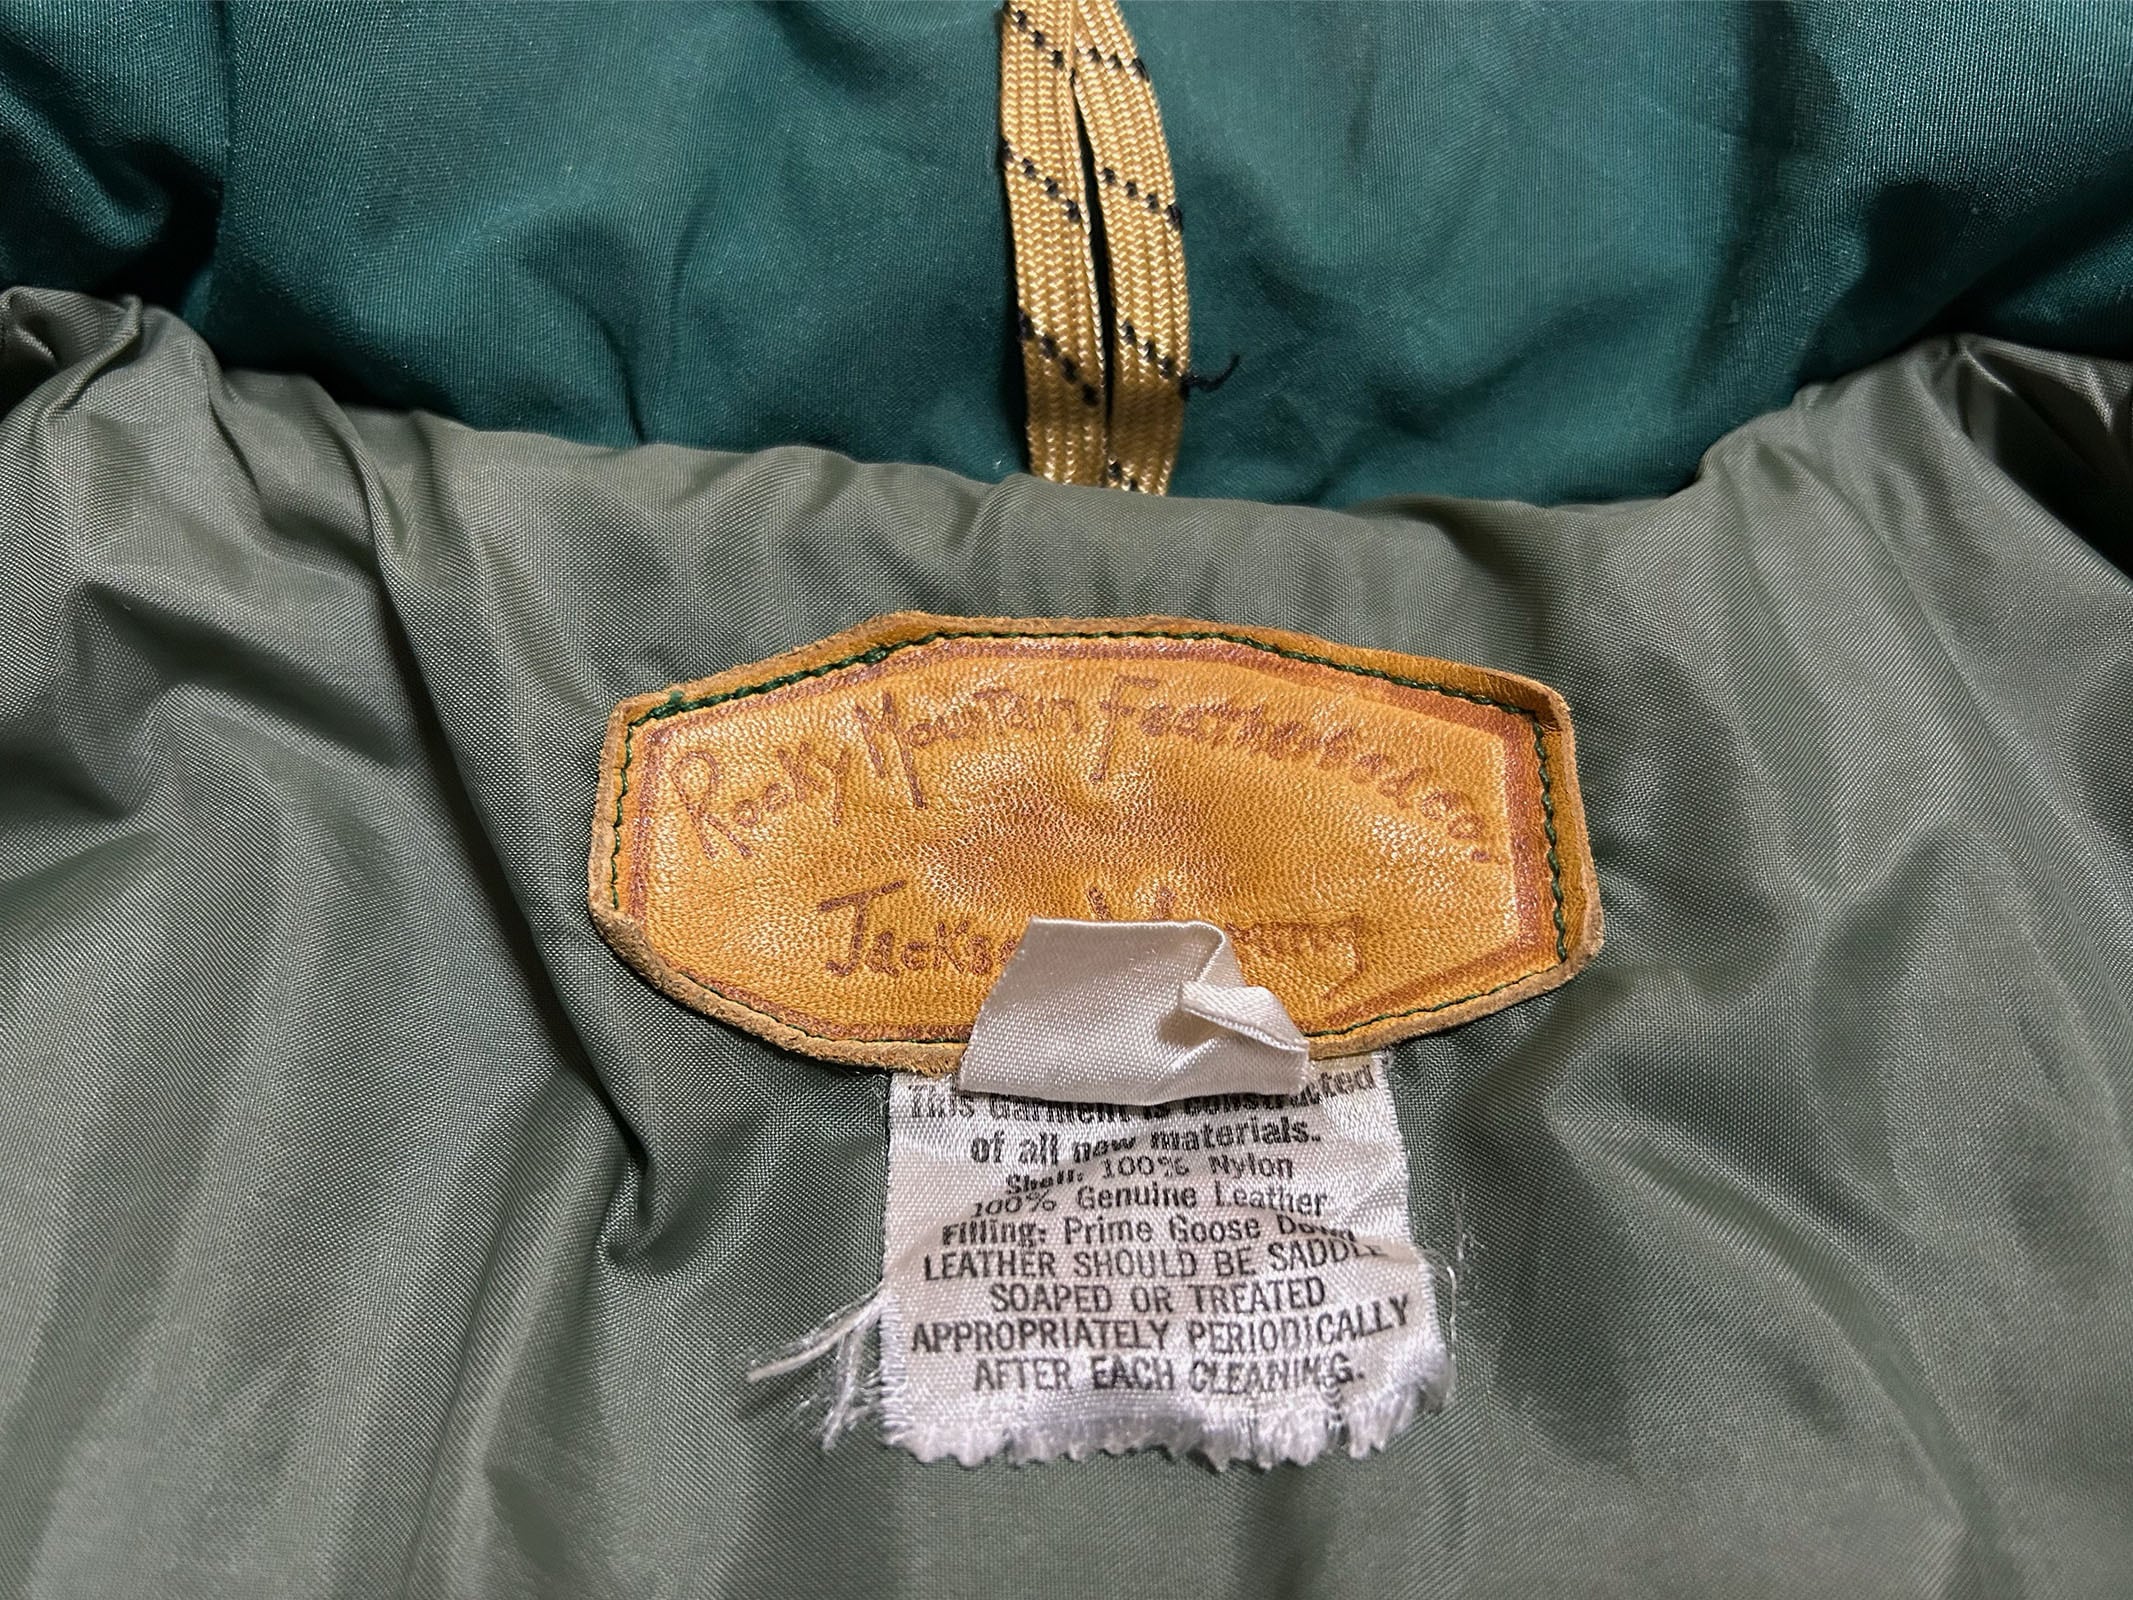 Rocky Mountain Featherbed Co.
This Garment is constructed
of all new materials.
Shell: 100% Nylon
100% Genuine Leather
Filling: Prime Goose Down
LEATHER SHOULD BE SADDLE
SOAPED OR TREATED
APPROPRIATELY PERIODICALLY
AFTER EACH CLEANING.